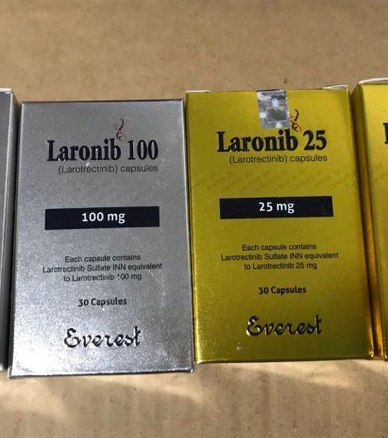 Laronib 100
(Larotrectinib) capsules
100 mg
Each capsule contains
Larotrectinib Sulfate INN equivalent
to Larotrectinib 100 mg
30 Capsules
Everest
Laronib 25
(Larotrectinib) capsules
25 mg
Each capsule contains
Larotrectinib Sulfate INN equivalent
to Larotrectinib 25 mg
30 Capsules
Everest